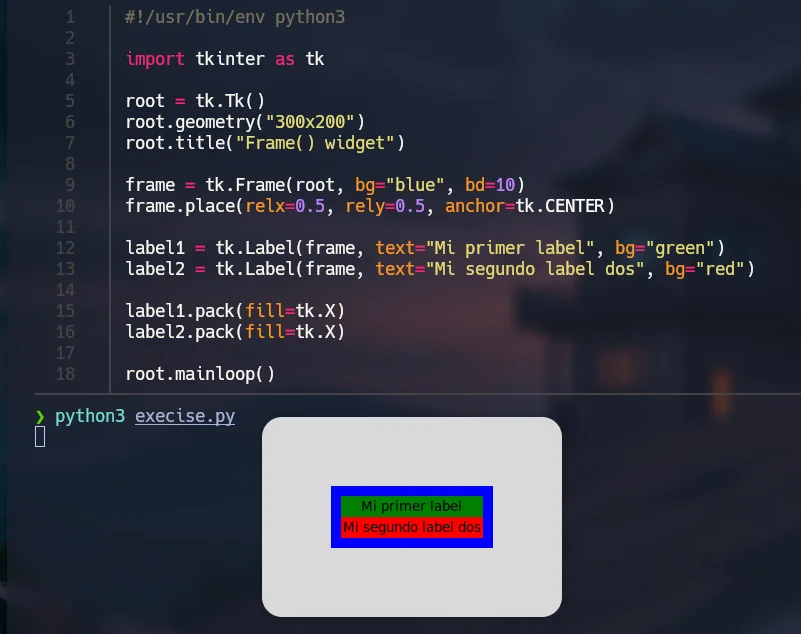 1 #!/usr/bin/env python3
2
3 import tkinter as tk
4
5 root = tk.Tk()
6 root.geometry("300x200")
7 root.title("Frame() widget")
8
9 frame = tk.Frame(root, bg="blue", bd=10)
10 frame.place(relx=0.5, rely=0.5, anchor=tk.CENTER)
11
12 label1 = tk.Label(frame, text="Mi primer label", bg="green")
13 label2 = tk.Label(frame, text="Mi segundo label dos", bg="red")
14
15 label1.pack(fill=tk.X)
16 label2.pack(fill=tk.X)
17
18 root.mainloop()
❯ python3 execise.py
Mi primer label
Mi segundo label dos